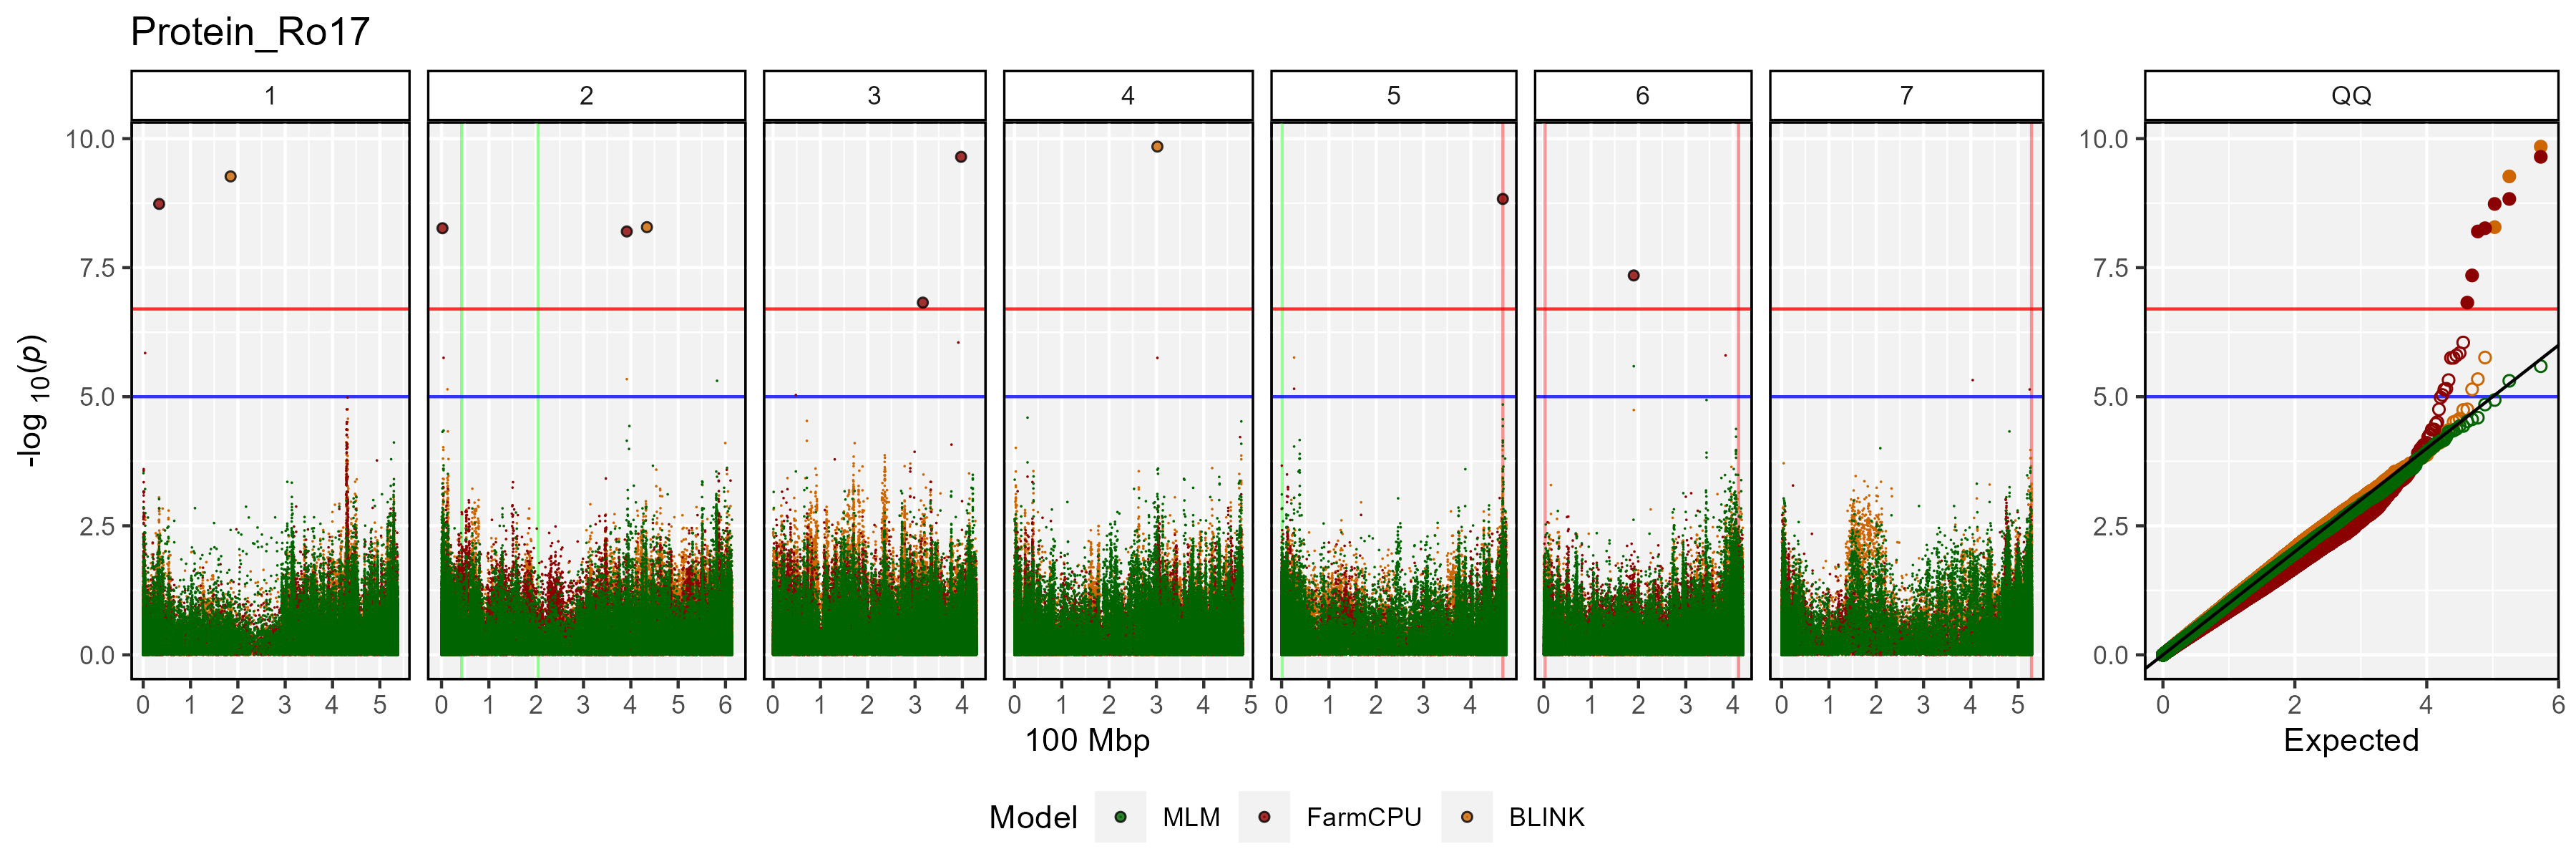 Protein_Ro17
1 2 3 4 5 6 7 QQ
10.0 10.0
7.5 7.5
5.0 5.0
2.5 2.5
0.0 0.0
-log 10(p)
0 1 2 3 4 5 0 1 2 3 4 5 6 0 1 2 3 4 0 1 2 3 4 5 0 1 2 3 4 0 1 2 3 4 0 1 2 3 4 5 0 2 4 6
100 Mbp Expected
Model MLM FarmCPU BLINK